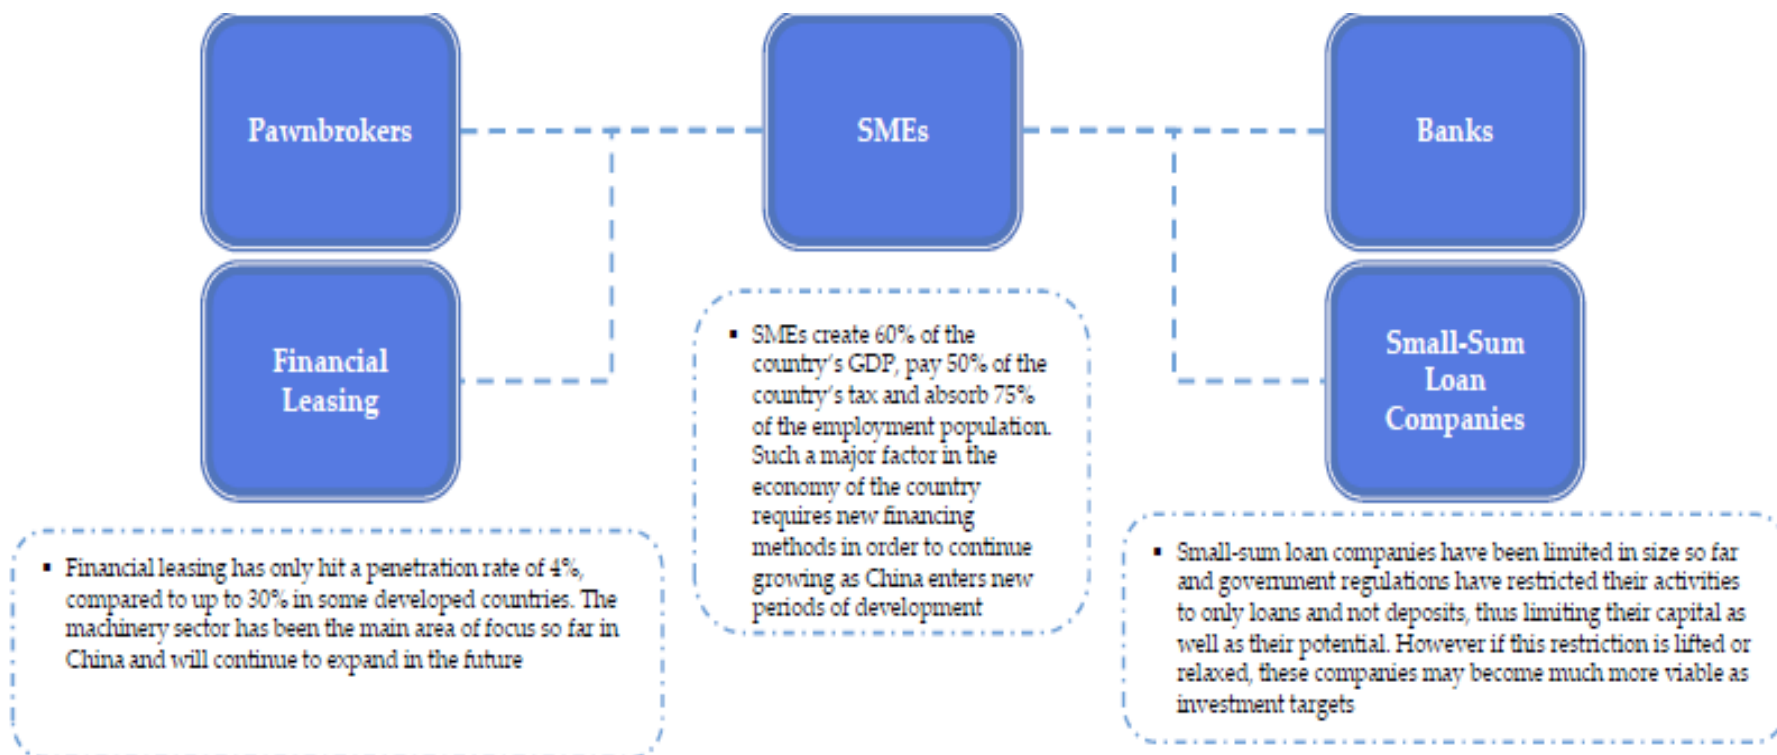 Pawnbrokers
SMEs
Banks
Financial
Leasing
Small-Sum
Loan
Companies
▪ SMEs create 60% of the
country's GDP, pay 50% of the
country's tax and absorb 75%
of the employment population.
Such a major factor in the
economy of the country
requires new financing
methods in order to continue
growing as China enters new
periods of development
▪ Financial leasing has only hit a penetration rate of 4%,
compared to up to 30% in some developed countries. The
machinery sector has been the main area of focus so far in
China and will continue to expand in the future
▪ Small-sum loan companies have been limited in size so far
and government regulations have restricted their activities
to only loans and not deposits, thus limiting their capital as
well as their potential. However if this restriction is lifted or
relaxed, these companies may become much more viable as
investment targets